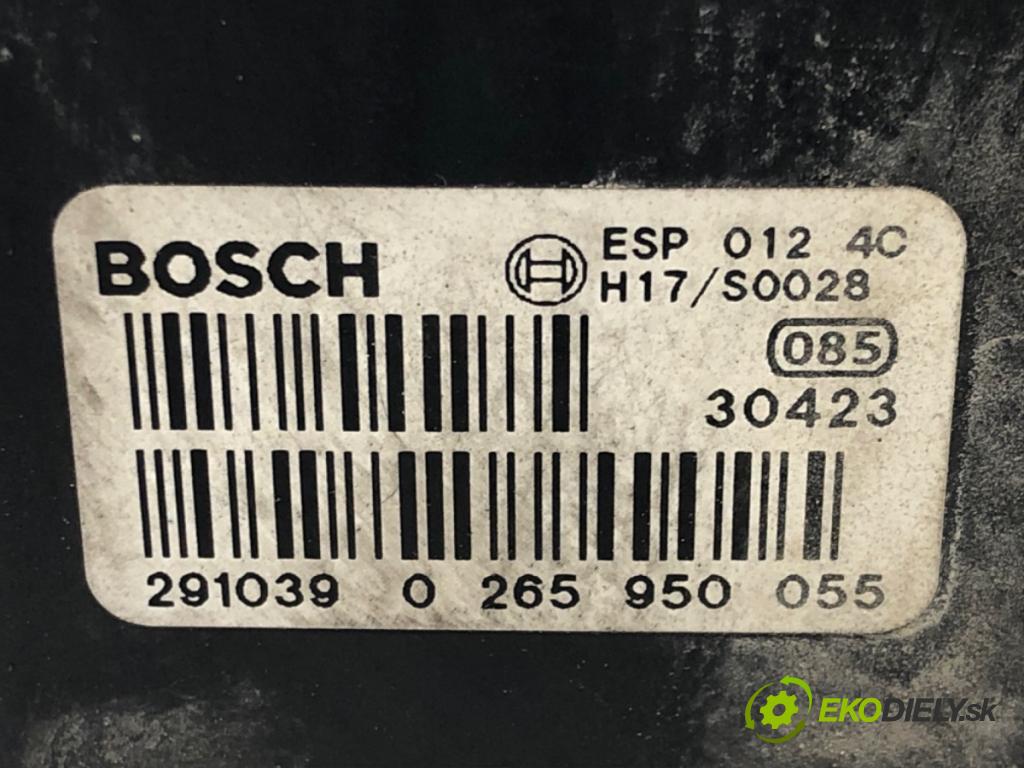 BOSCH
ESP 012 4C
H17/S0028
085
30423
291039 0 265 950 055
EKODIELY.sk